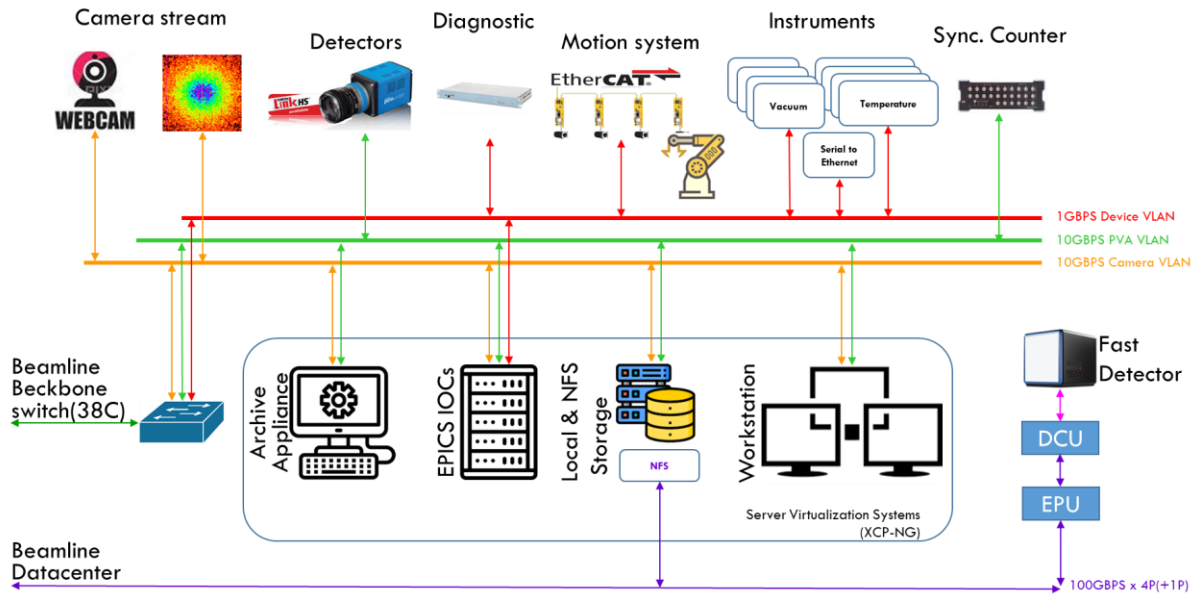 Camera stream
Detectors
Diagnostic
Motion system
Instruments
Sync. Counter
WEBCAM
Link HS
EtherCAT
Vacuum
Temperature
Serial to
Ethernet
1GBPS Device VLAN
10GBPS PVA VLAN
10GBPS Camera VLAN
Beamline
Beckbone
switch(38C)
Archive
Appliance
EPICS IOCs
Local & NFS
Storage
NFS
Workstation
Server Virtualization Systems
(XCP-NG)
Fast
Detector
DCU
EPU
Beamline
Datacenter
100GBPS x 4P(+1P)